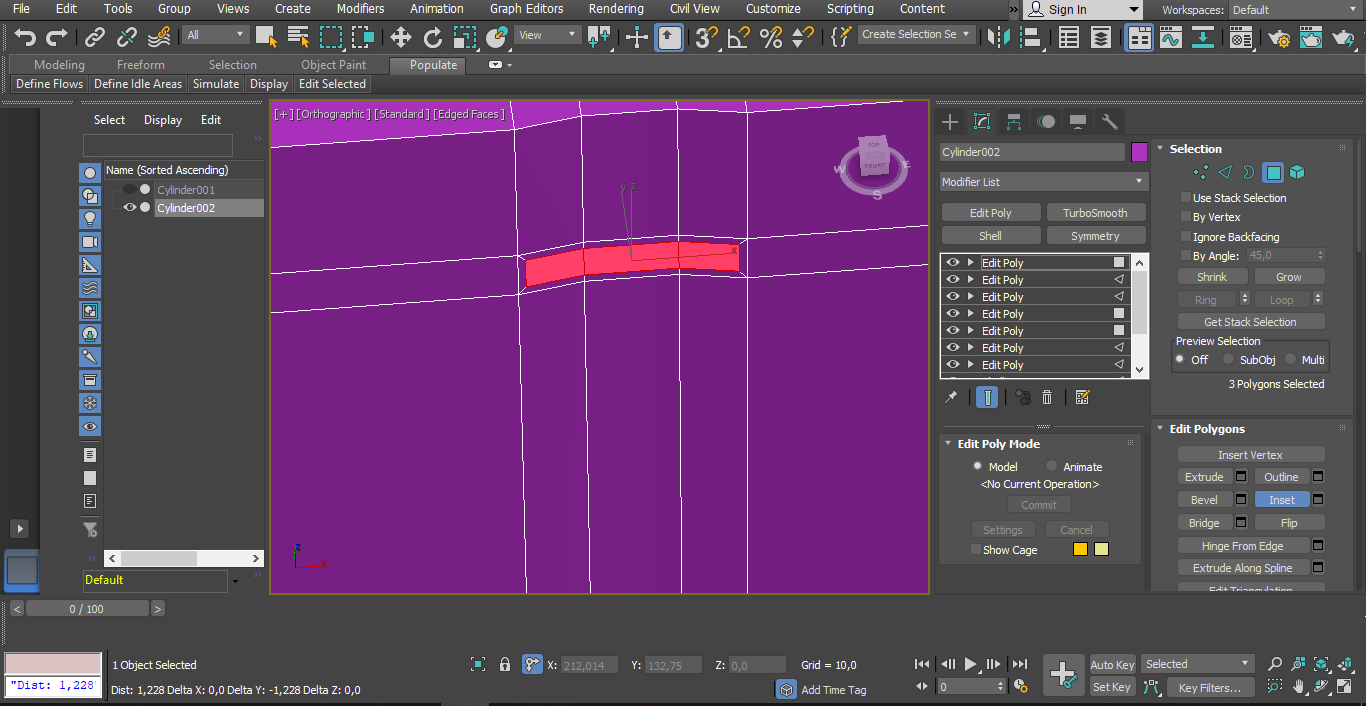 File Edit Tools Group Views Create Modifiers Animation Graph Editors Rendering Civil View Customize Scripting Content » Sign In Workspaces: Default
All View Create Selection Se
Modeling Freeform Selection Object Paint Populate
Define Flows Define Idle Areas Simulate Display Edit Selected
Select Display Edit
Name (Sorted Ascending)
Cylinder001
Cylinder002
Default
[+] [Orthographic] [Standard] [Edged Faces]
TOP
FRONT
W E
S
y z
x
z
x
Cylinder002
Modifier List
Edit Poly TurboSmooth
Shell Symmetry
Edit Poly
Edit Poly
Edit Poly
Edit Poly
Edit Poly
Edit Poly
Edit Poly
Edit Poly Mode
Model Animate
<No Current Operation>
Commit
Settings Cancel
Show Cage
Selection
Use Stack Selection
By Vertex
Ignore Backfacing
By Angle: 45,0
Shrink Grow
Ring Loop
Get Stack Selection
Preview Selection
Off SubObj Multi
3 Polygons Selected
Edit Polygons
Insert Vertex
Extrude Outline
Bevel Inset
Bridge Flip
Hinge From Edge
Extrude Along Spline
Edit Triangulation
< 0 / 100 >
"Dist: 1,228
1 Object Selected
Dist: 1,228 Delta X: 0,0 Delta Y: -1,228 Delta Z: 0,0
X: 212,014 Y: 132,75 Z: 0,0 Grid = 10,0
Add Time Tag
0
Auto Key Selected
Set Key Key Filters...